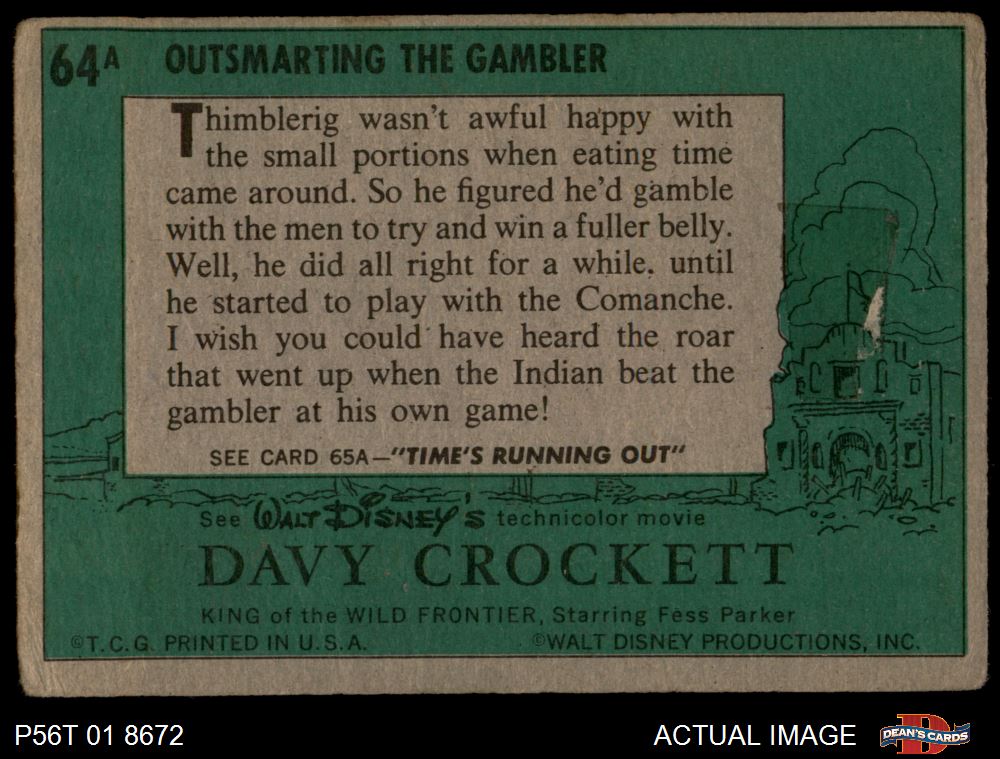 64A OUTSMARTING THE GAMBLER
Thimblerig wasn't awful happy with
the small portions when eating time
came around. So he figured he'd gamble
with the men to try and win a fuller belly.
Well, he did all right for a while, until
he started to play with the Comanche.
I wish you could have heard the roar
that went up when the Indian beat the
gambler at his own game!
SEE CARD 65A—"TIME'S RUNNING OUT"
See WALT DISNEY'S technicolor movie
DAVY CROCKETT
KING of the WILD FRONTIER, Starring Fess Parker
©T.C.G. PRINTED IN U.S.A. ©WALT DISNEY PRODUCTIONS, INC.
P56T 01 8672 ACTUAL IMAGE DEAN'S CARDS